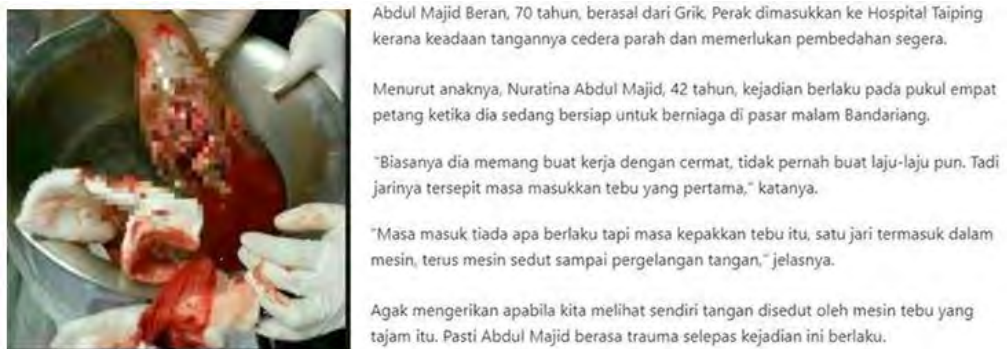 Abdul Majid Beran, 70 tahun, berasal dari Grik, Perak dimasukkan ke Hospital Taiping
kerana keadaan tangannya cedera parah dan memerlukan pembedahan segera.
Menurut anaknya, Nuratina Abdul Majid, 42 tahun, kejadian berlaku pada pukul empat
petang ketika dia sedang bersiap untuk berniaga di pasar malam Bandariang.
"Biasanya dia memang buat kerja dengan cermat, tidak pernah buat laju-laju pun. Tadi
jarinya tersepit masa masukkan tebu yang pertama," katanya.
"Masa masuk tiada apa berlaku tapi masa kepakkan tebu itu, satu jari termasuk dalam
mesin, terus mesin sedut sampai pergelangan tangan," jelasnya.
Agak mengerikan apabila kita melihat sendiri tangan disedut oleh mesin tebu yang
tajam itu. Pasti Abdul Majid berasa trauma selepas kejadian ini berlaku.